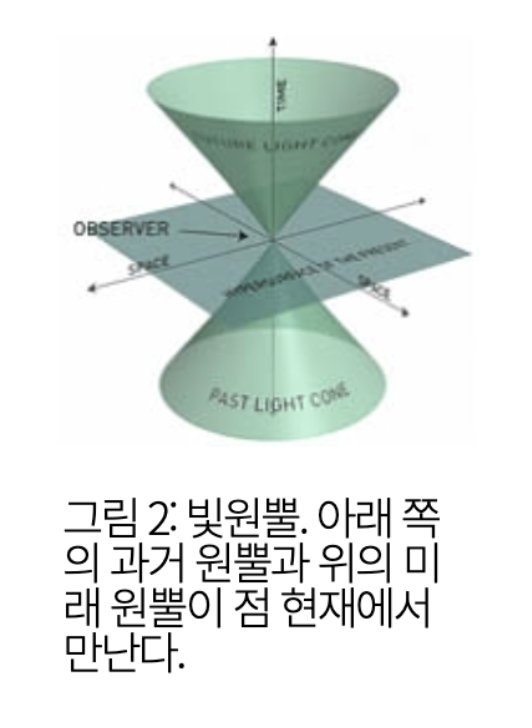 TIME
FUTURE LIGHT CONE
OBSERVER
SPACE
HYPERSURFACE OF THE PRESENT
SPACE
PAST LIGHT CONE
그림 2: 빛원뿔. 아래 쪽
의 과거 원뿔과 위의 미
래 원뿔이 점 현재에서
만난다.